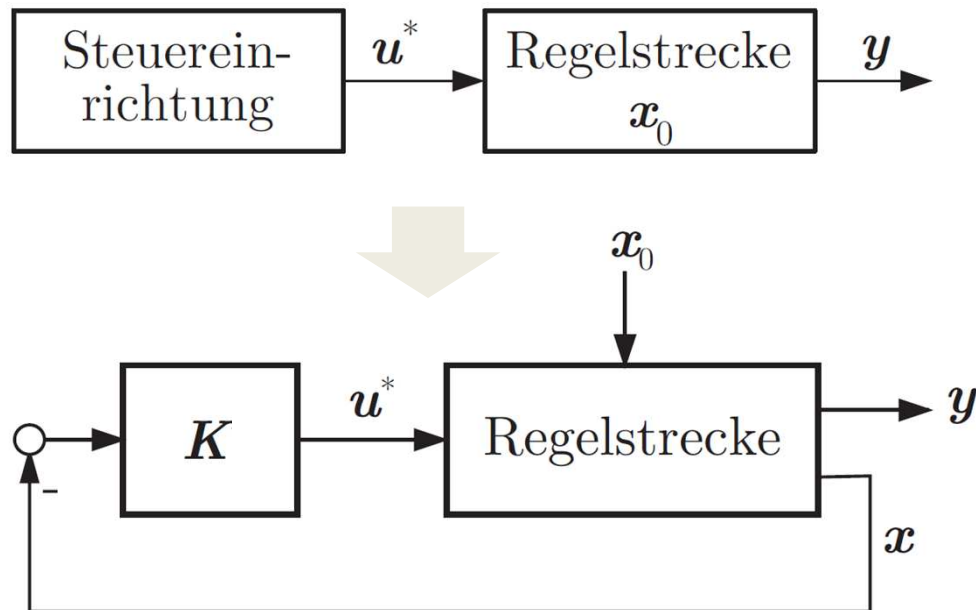 Steuerein-
richtung
u*
Regelstrecke
x₀
y
x₀
K
u*
Regelstrecke
y
-
x